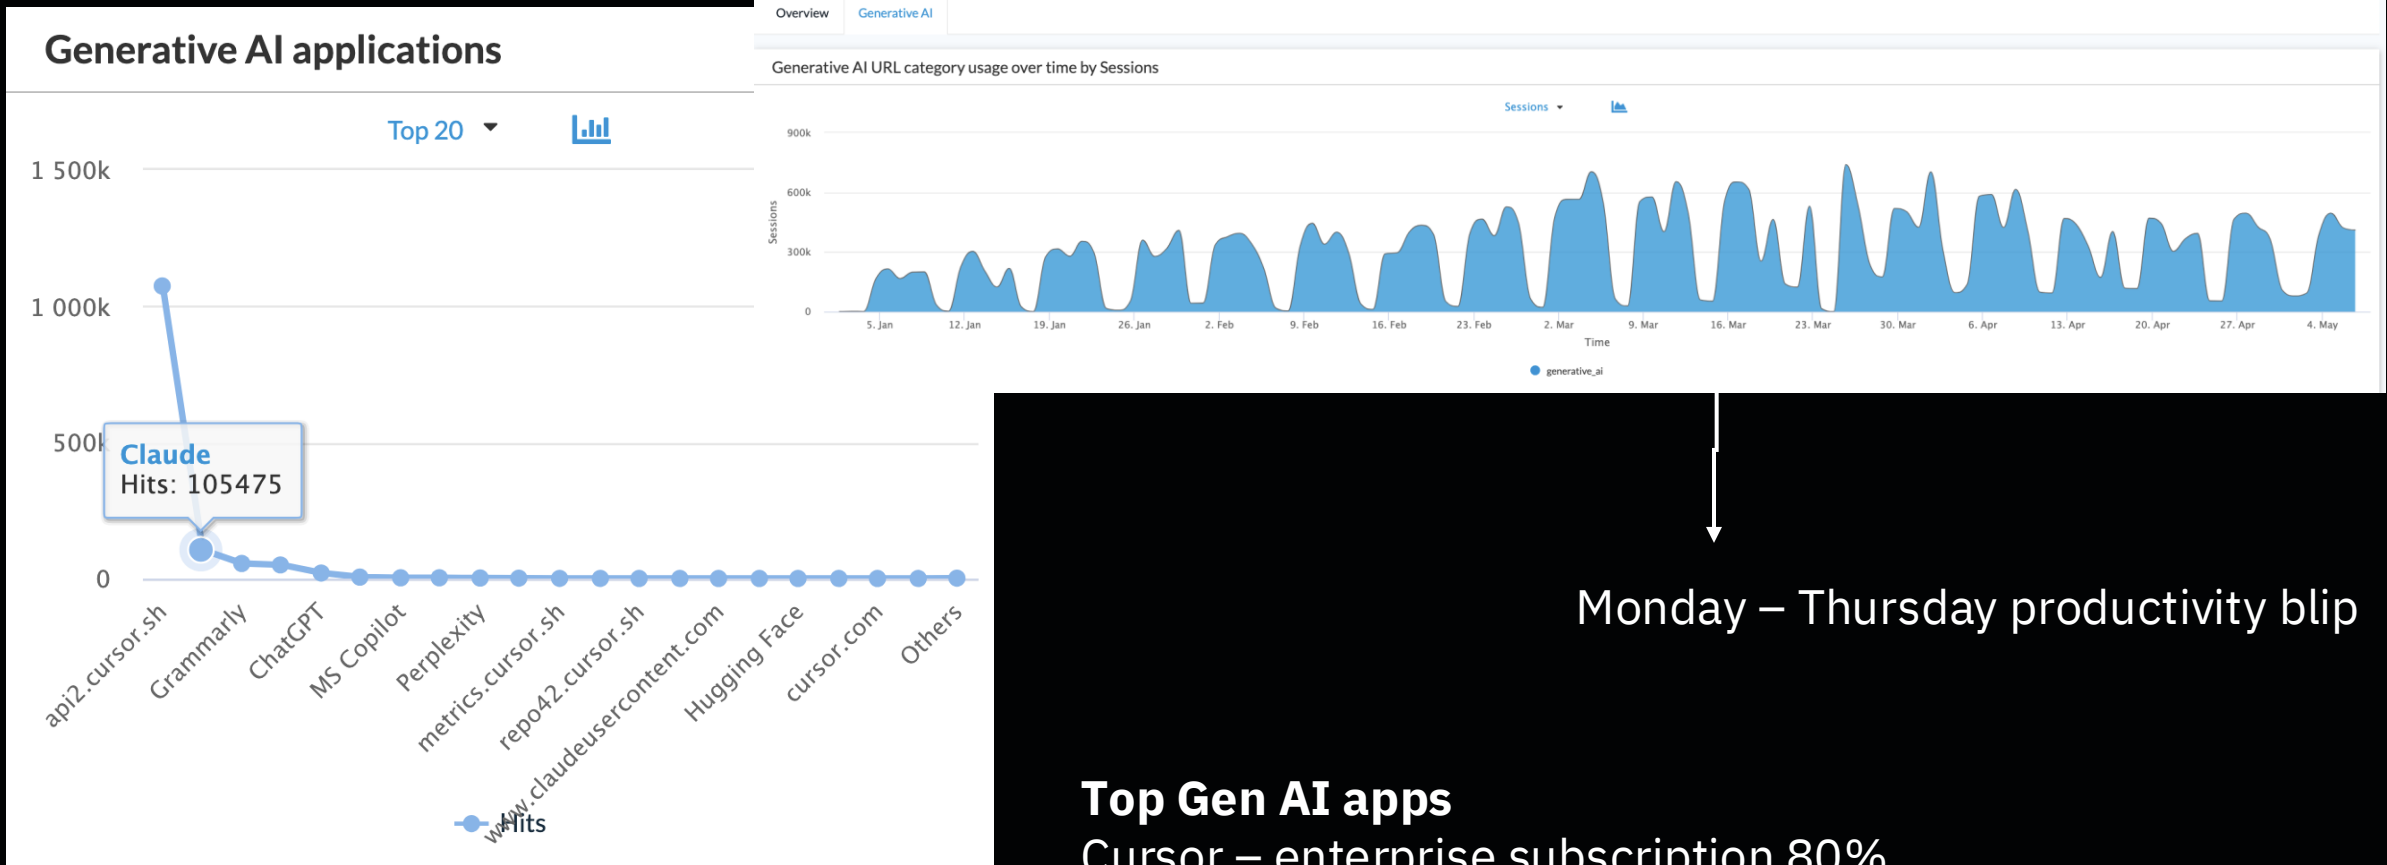 Generative AI applications
Top 20
1 500k
1 000k
500k
0
Claude
Hits: 105475
api2.cursor.sh
Grammarly
ChatGPT
MS Copilot
Perplexity
metrics.cursor.sh
repo42.cursor.sh
www.claudeusercontent.com
Hugging Face
cursor.com
Others
Hits
Overview
Generative AI
Generative AI URL category usage over time by Sessions
Sessions
900k
600k
300k
0
Sessions
5. Jan
12. Jan
19. Jan
26. Jan
2. Feb
9. Feb
16. Feb
23. Feb
2. Mar
9. Mar
16. Mar
23. Mar
30. Mar
6. Apr
13. Apr
20. Apr
27. Apr
4. May
Time
generative_ai
Monday – Thursday productivity blip
Top Gen AI apps
Cursor – enterprise subscription 80%